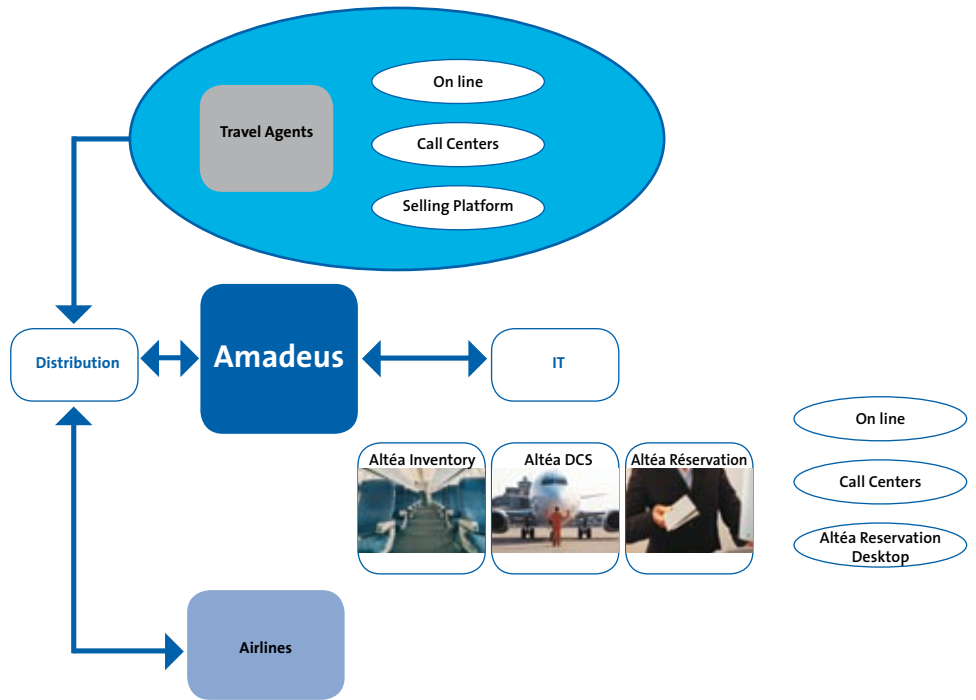 On line
Travel Agents
Call Centers
Selling Platform
Distribution
Amadeus
IT
Altéa Inventory
Altéa DCS
Altéa Réservation
On line
Call Centers
Altéa Reservation
Desktop
Airlines